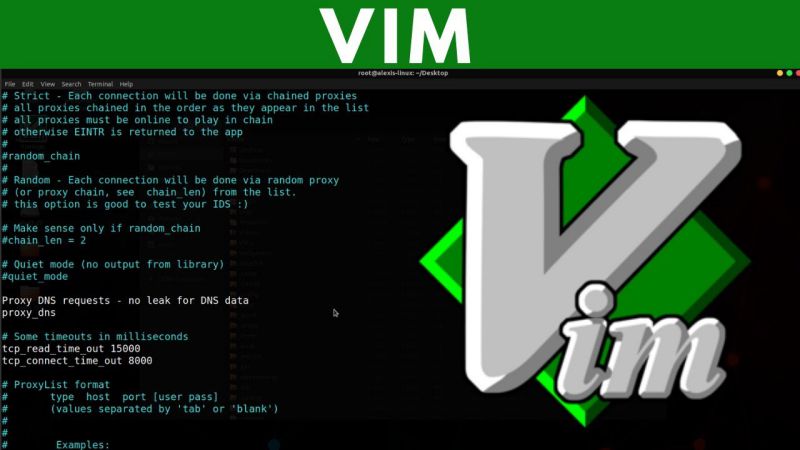 VIM
root@alexis-linux: ~/Desktop
File Edit View Search Terminal Help
# Strict - Each connection will be done via chained proxies
# all proxies chained in the order as they appear in the list
# all proxies must be online to play in chain
# otherwise EINTR is returned to the app
#
#random_chain
#
# Random - Each connection will be done via random proxy
# (or proxy chain, see  chain_len) from the list.
# this option is good to test your IDS :)

# Make sense only if random_chain
#chain_len = 2

# Quiet mode (no output from library)
#quiet_mode

Proxy DNS requests - no leak for DNS data
proxy_dns

# Some timeouts in milliseconds
tcp_read_time_out 15000
tcp_connect_time_out 8000

# ProxyList format
#       type  host  port [user pass]
#       (values separated by 'tab' or 'blank')
#
#
#        Examples:
Vim